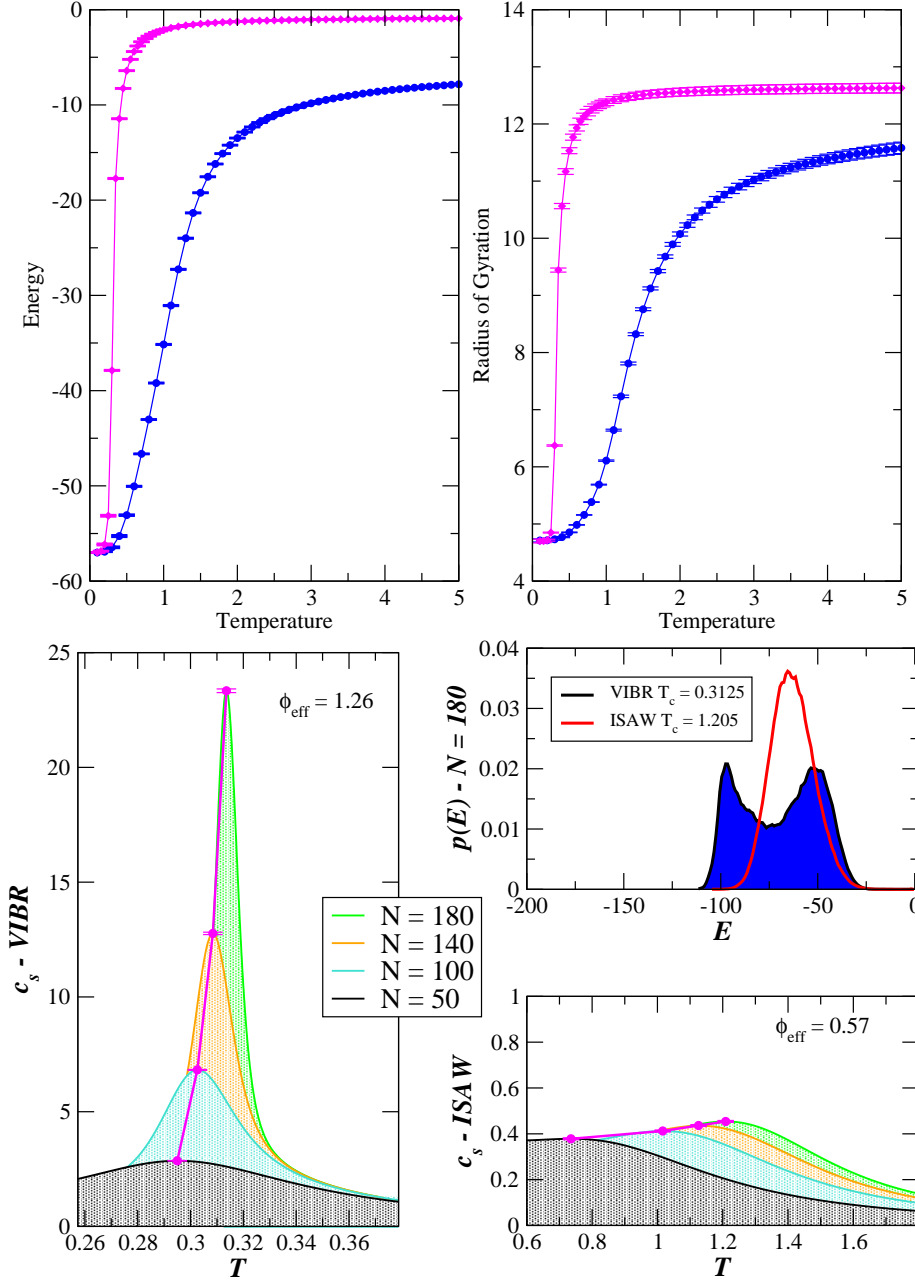 0
-10
-20
-30
-40
-50
-60
Energy
0 1 2 3 4 5
Temperature
14
12
10
8
6
4
Radius of Gyration
0 1 2 3 4 5
Temperature
25
20
15
10
5
0
c_s - VIBR
ϕ_eff = 1.26
0.26 0.28 0.3 0.32 0.34 0.36
T
N = 180
N = 140
N = 100
N = 50
0.04
0.03
0.02
0.01
0
p(E) - N = 180
VIBR T_c = 0.3125
ISAW T_c = 1.205
-200 -150 -100 -50 -0
E
1
0.8
0.6
0.4
0.2
0
c_s - ISAW
ϕ_eff = 0.57
0.6 0.8 1 1.2 1.4 1.6
T